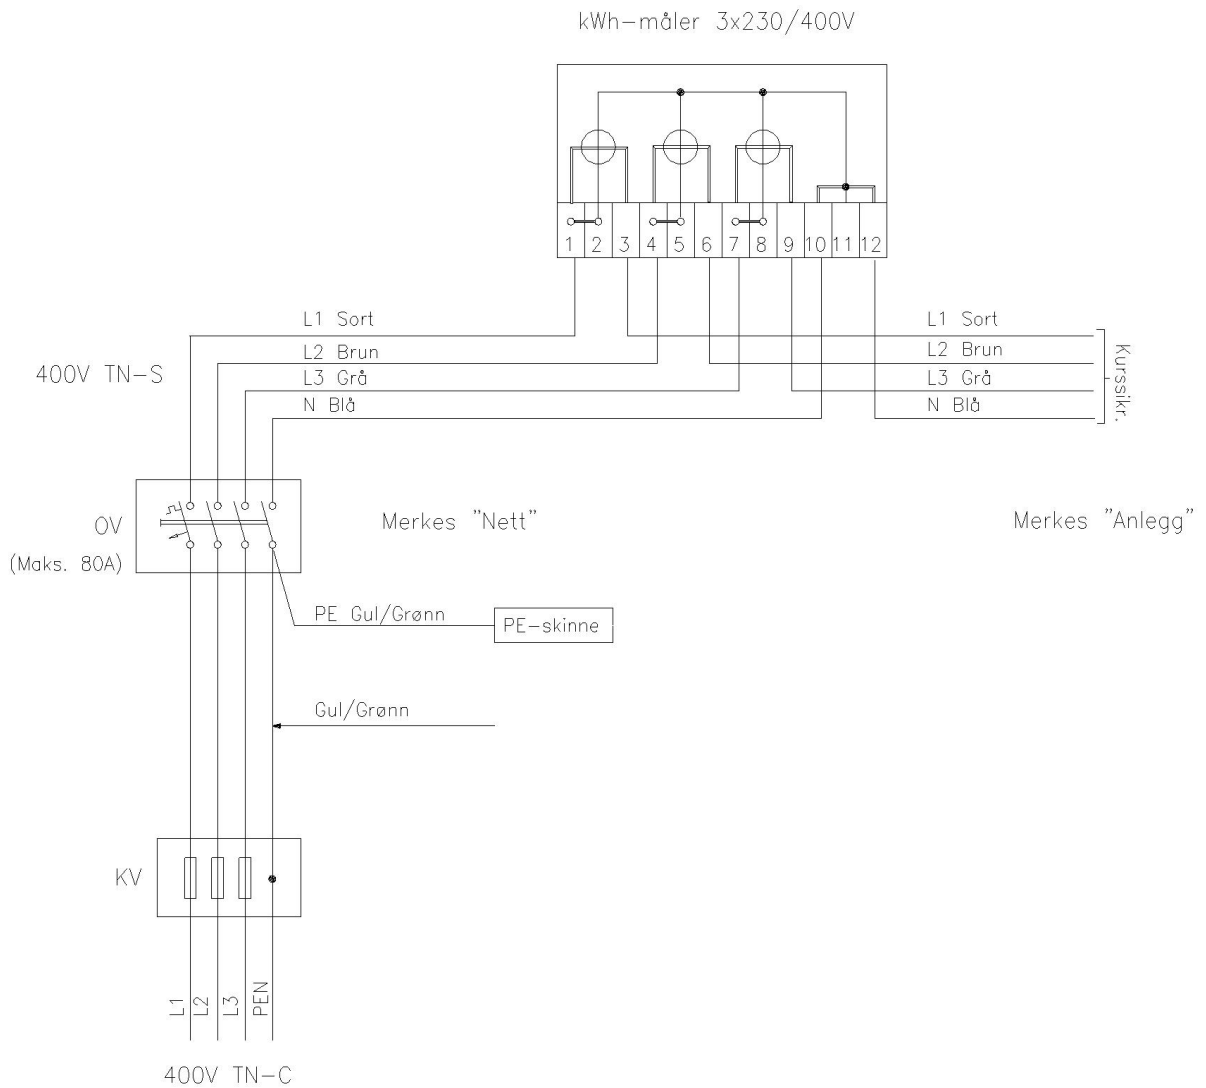 kWh-måler 3x230/400V
1 2 3 4 5 6 7 8 9 10 11 12
L1 Sort
L2 Brun
L3 Grå
N Blå
L1 Sort
L2 Brun
L3 Grå
N Blå
Kurssikr.
400V TN-S
OV
(Maks. 80A)
Merkes "Nett"
Merkes "Anlegg"
PE Gul/Grønn
PE-skinne
Gul/Grønn
KV
L1
L2
L3
PEN
400V TN-C